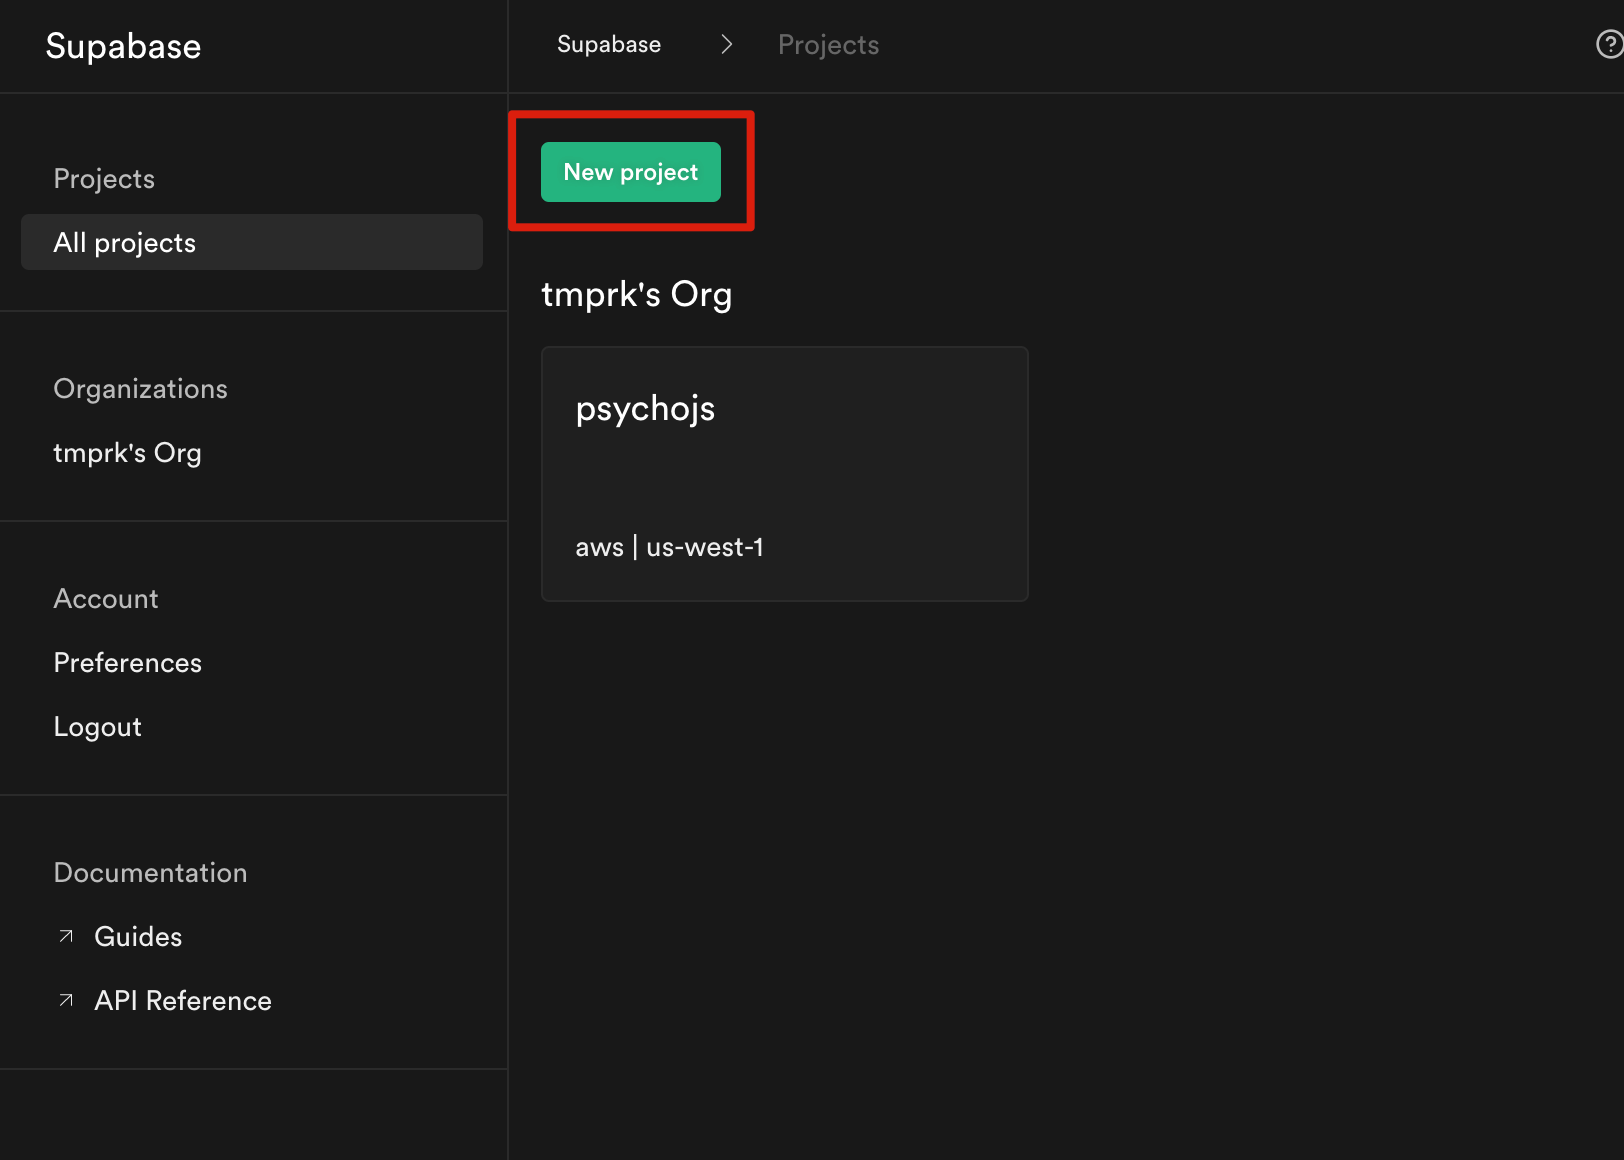 Supabase
Supabase
Projects
Projects
All projects
Organizations
tmprk's Org
Account
Preferences
Logout
Documentation
Guides
API Reference
New project
tmprk's Org
psychojs
aws | us-west-1